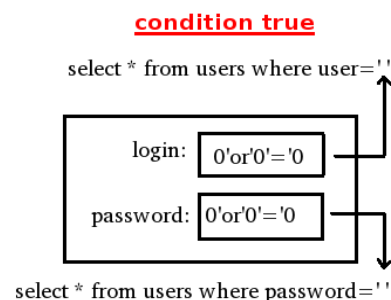 condition true
select * from users where user=' '
login: 0'or'0'='0
password: 0'or'0'='0
select * from users where password=' '